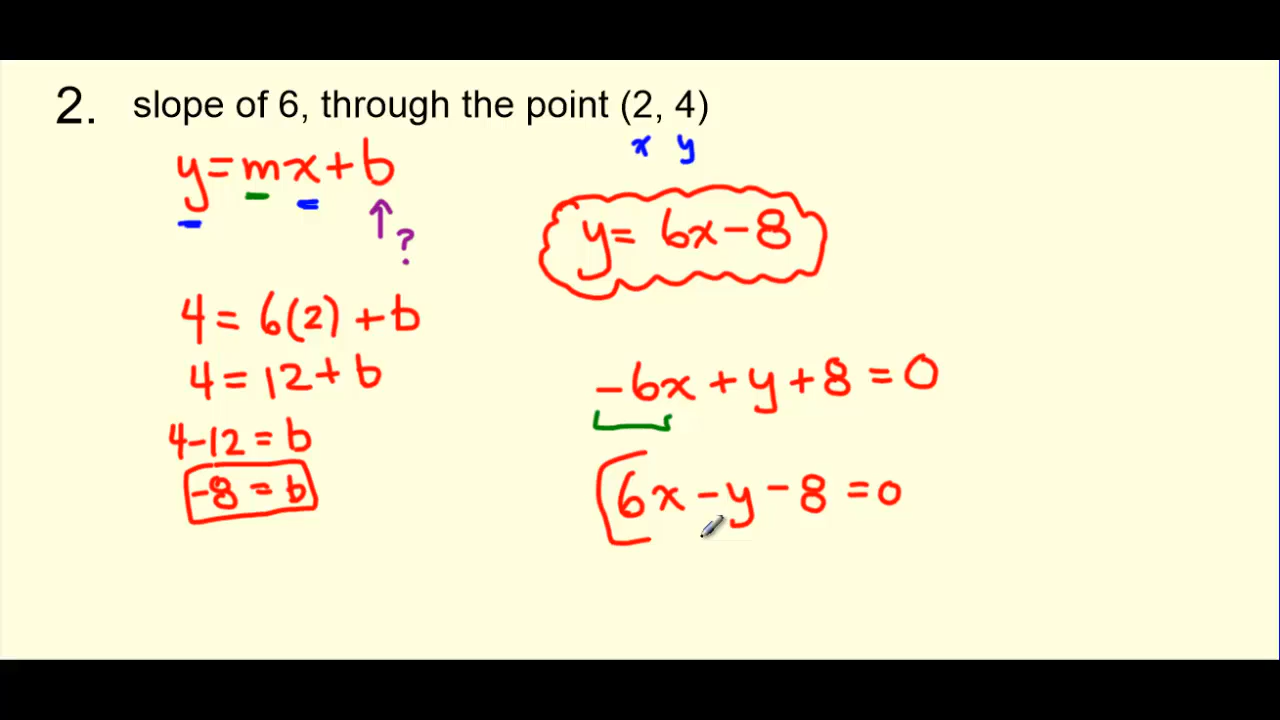 2. slope of 6, through the point (2, 4)
x y
y = mx + b
?
y = 6x - 8
4 = 6(2) + b
4 = 12 + b
4 - 12 = b
-8 = b
-6x + y + 8 = 0
6x - y - 8 = 0